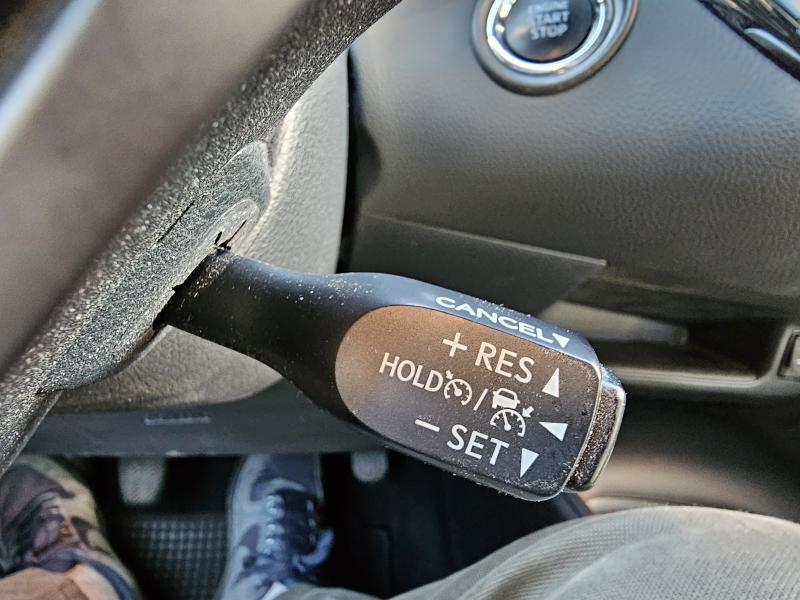 ENGINE
START
STOP
CANCEL
+ RES
HOLD /
− SET